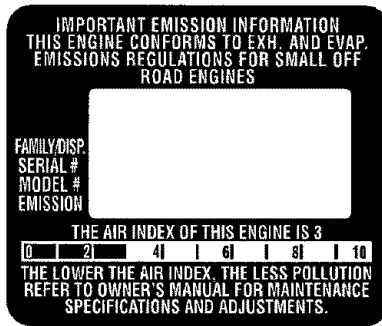 IMPORTANT EMISSION INFORMATION
THIS ENGINE CONFORMS TO EXH. AND EVAP.
EMISSIONS REGULATIONS FOR SMALL OFF
ROAD ENGINES
FAMILY/DISP.
SERIAL #
MODEL #
EMISSION
THE AIR INDEX OF THIS ENGINE IS 3
0 2 4 6 8 10
THE LOWER THE AIR INDEX, THE LESS POLLUTION
REFER TO OWNER'S MANUAL FOR MAINTENANCE
SPECIFICATIONS AND ADJUSTMENTS.